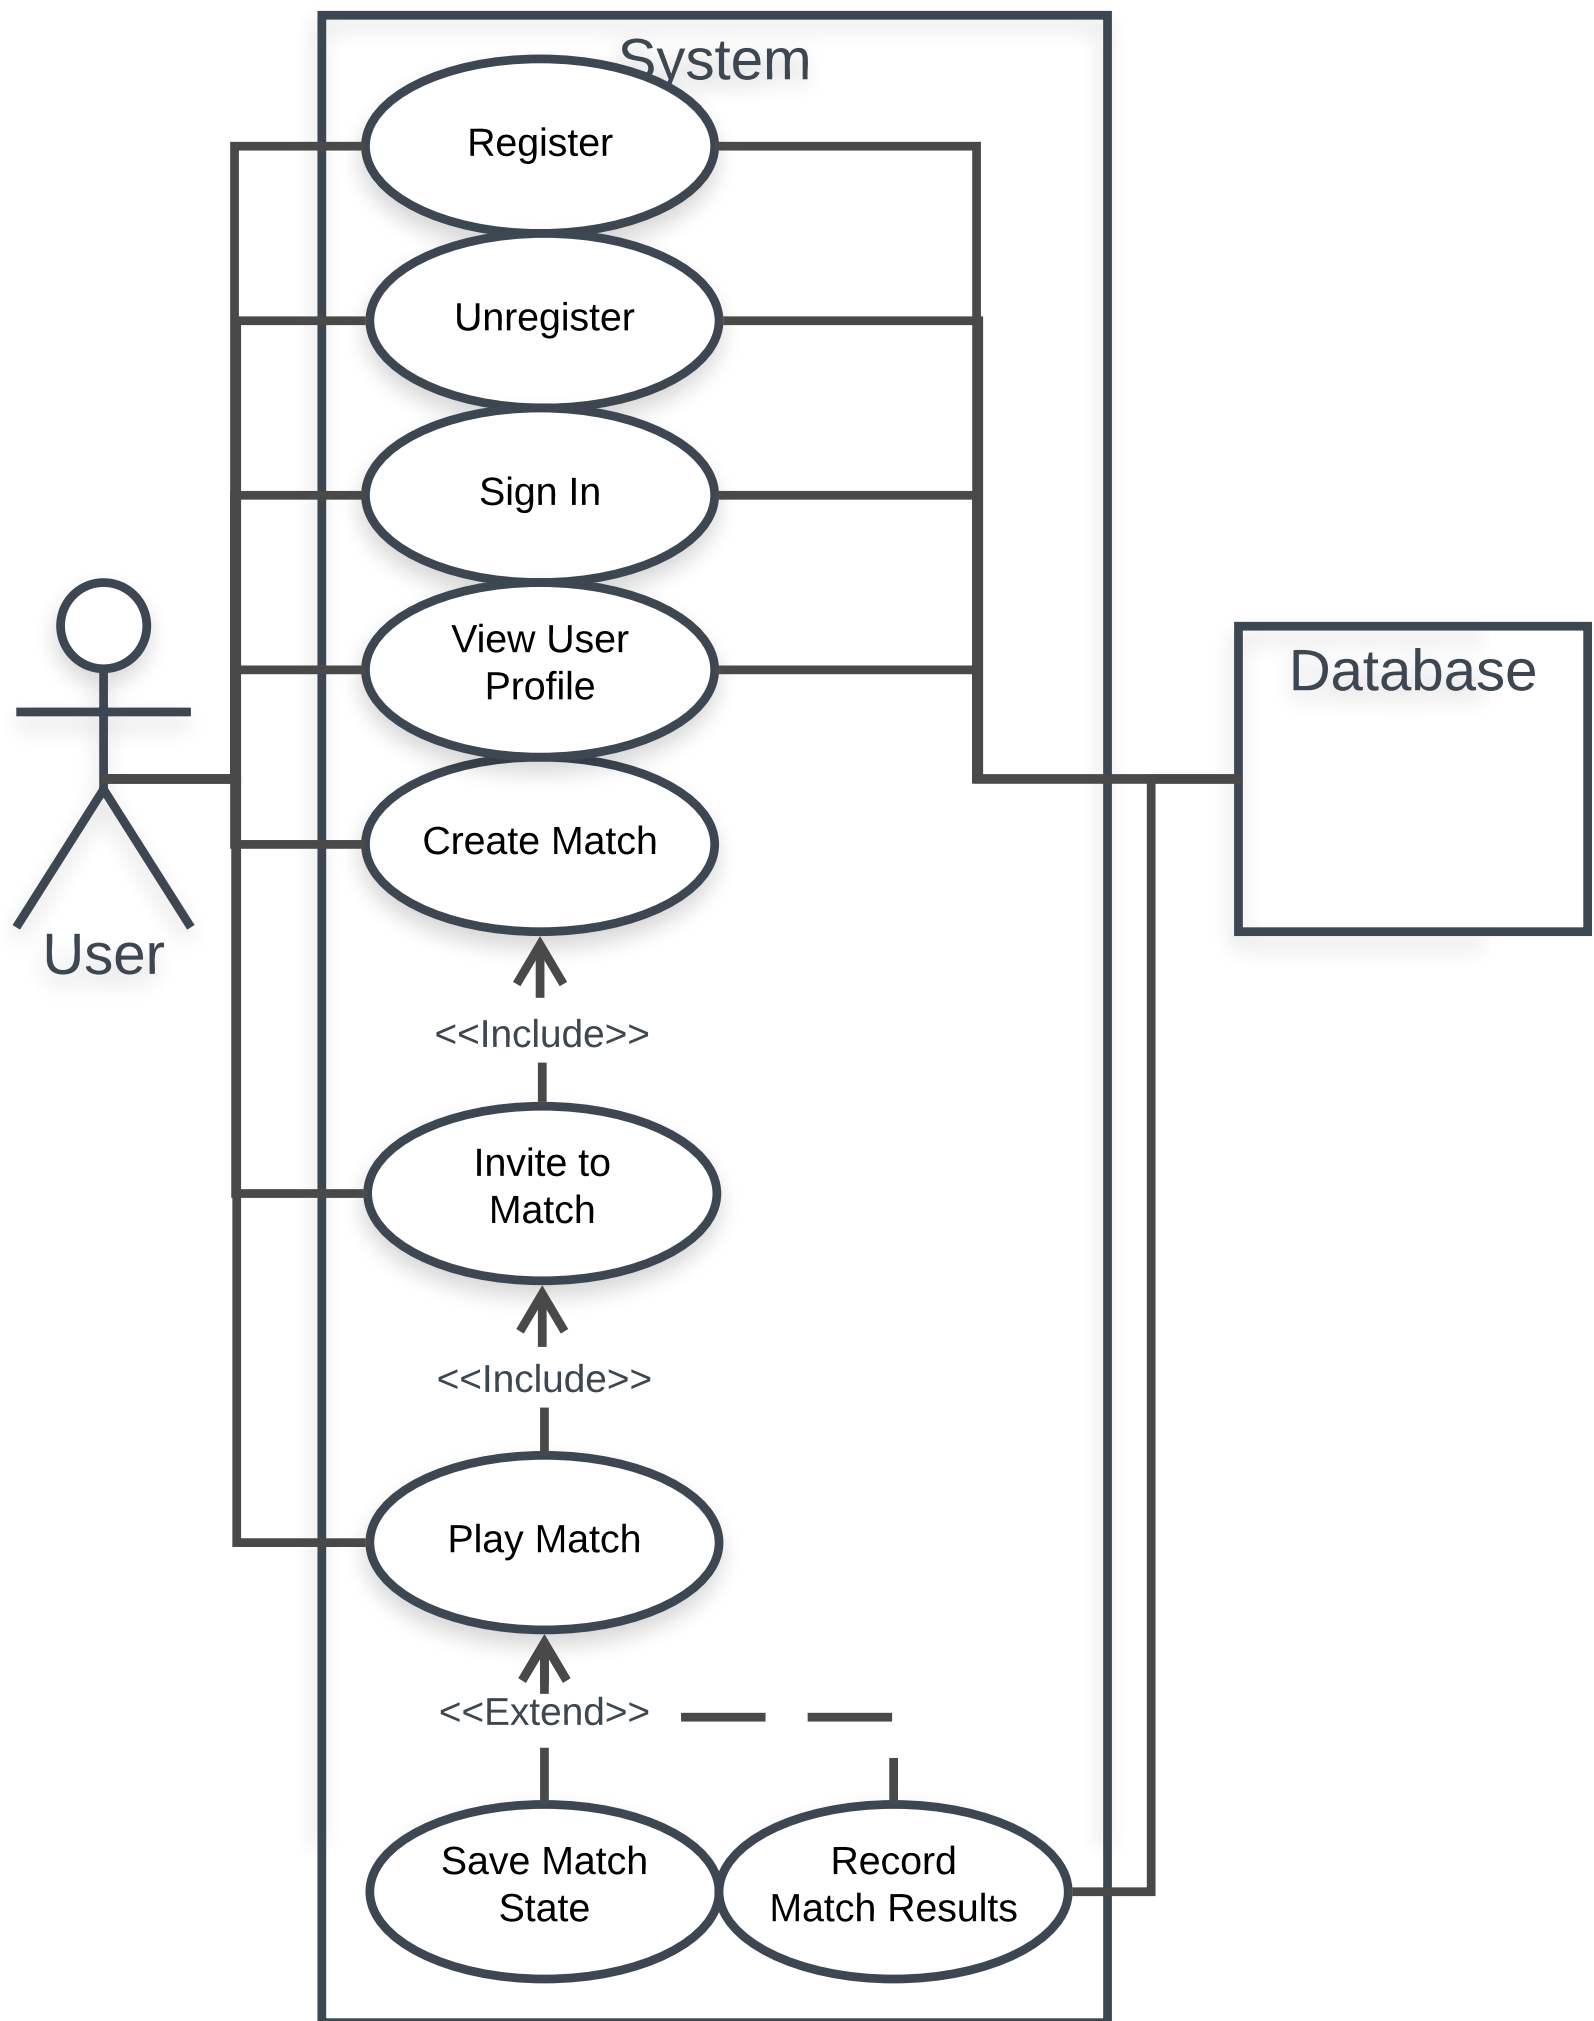 System
Register
Unregister
Sign In
View User
Profile
Database
Create Match
User
<<Include>>
Invite to
Match
<<Include>>
Play Match
<<Extend>>
Save Match
State
Record
Match Results